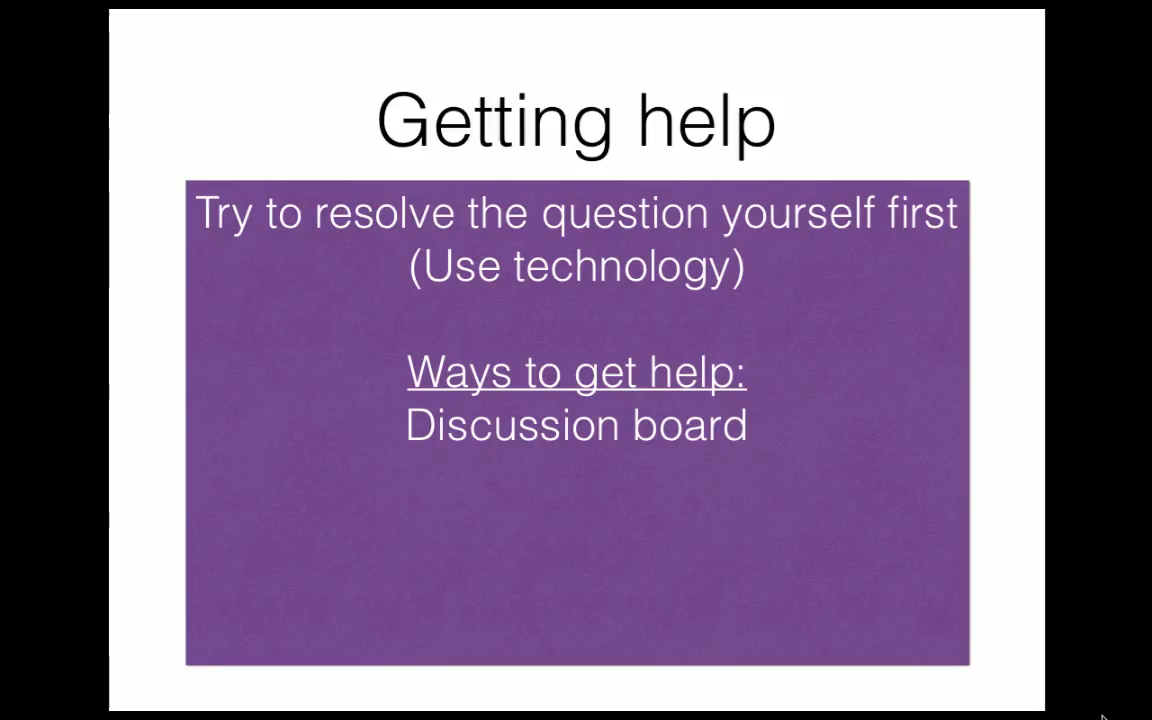 Getting help
Try to resolve the question yourself first
(Use technology)
Ways to get help:
Discussion board